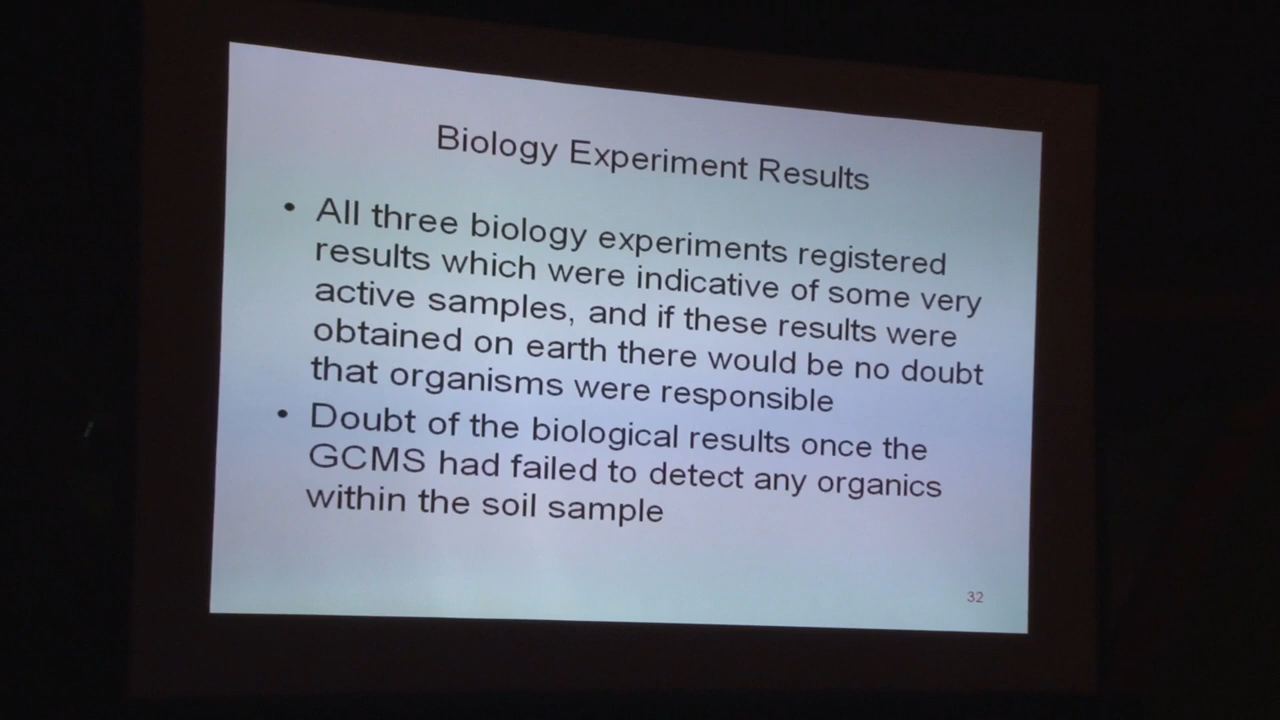 Biology Experiment Results
• All three biology experiments registered
results which were indicative of some very
active samples, and if these results were
obtained on earth there would be no doubt
that organisms were responsible
• Doubt of the biological results once the
GCMS had failed to detect any organics
within the soil sample
32